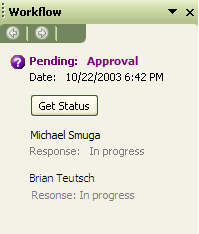 Workflow
Pending: Approval
Date: 10/22/2003 6:42 PM
Get Status
Michael Smuga
Response: In progress
Brian Teutsch
Resonse: In progress